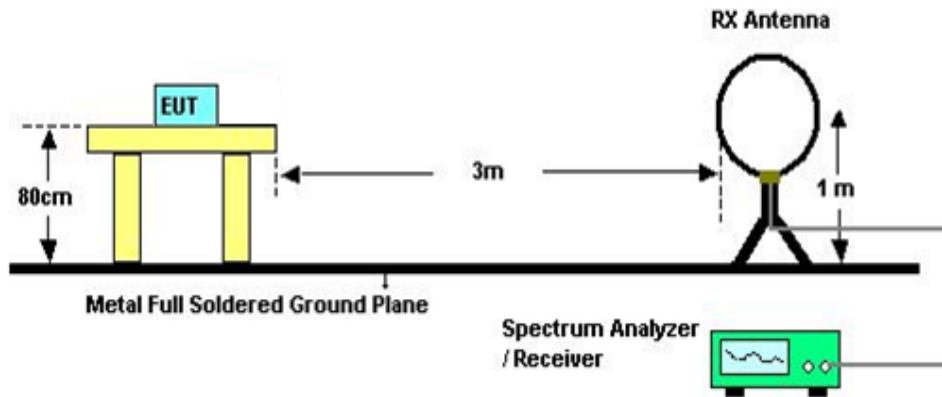 RX Antenna
EUT
3m
80cm
1 m
Metal Full Soldered Ground Plane
Spectrum Analyzer
/ Receiver